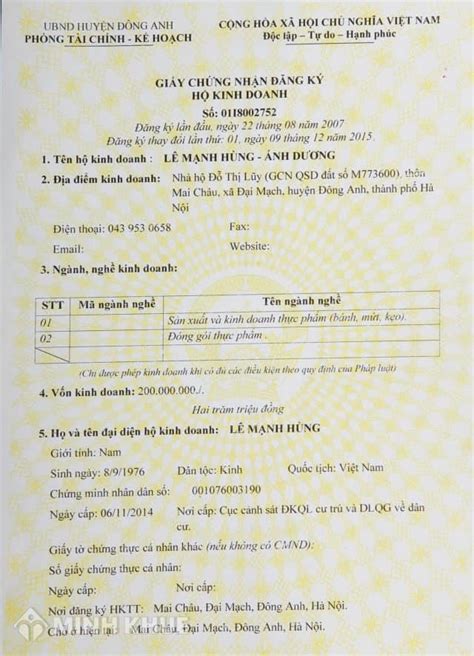 UBND HUYỆN ĐÔNG ANH
PHÒNG TÀI CHÍNH - KẾ HOẠCH
CỘNG HÒA XÃ HỘI CHỦ NGHĨA VIỆT NAM
Độc lập – Tự do – Hạnh phúc
GIẤY CHỨNG NHẬN ĐĂNG KÝ
HỘ KINH DOANH
Số: 01I8002752
Đăng ký lần đầu, ngày 22 tháng 08 năm 2007
Đăng ký thay đổi lần thứ: 01, ngày 09 tháng 12 năm 2015
1. Tên hộ kinh doanh : LÊ MẠNH HÙNG - ÁNH DƯƠNG
2. Địa điểm kinh doanh: Nhà hộ Đỗ Thị Lũy (GCN QSD đất số M773600), thôn
Mai Châu, xã Đại Mạch, huyện Đông Anh, thành phố Hà
Nội
Điện thoại: 043 953 0658 Fax:
Email: Website:
3. Ngành, nghề kinh doanh:
STT Mã ngành nghề Tên ngành nghề
01 Sản xuất và kinh doanh thực phẩm (bánh, mứt, kẹo).
02 Đóng gói thực phẩm .
(Chỉ được phép kinh doanh khi có đủ các điều kiện theo quy định của Pháp luật)
4. Vốn kinh doanh: 200.000.000./.
Hai trăm triệu đồng
5. Họ và tên đại diện hộ kinh doanh: LÊ MẠNH HÙNG
Giới tính: Nam
Sinh ngày: 8/9/1976 Dân tộc: Kinh Quốc tịch: Việt Nam
Chứng minh nhân dân số: 001076003190
Ngày cấp: 06/11/2014 Nơi cấp: Cục cảnh sát ĐKQL cư trú và DLQG về dân
cư.
Giấy tờ chứng thực cá nhân khác (nếu không có CMND):
Số giấy chứng thực cá nhân:
Ngày cấp: Nơi cấp:
Nơi đăng ký HKTT: Mai Châu, Đại Mạch, Đông Anh, Hà Nội.
Chỗ ở hiện tại: Mai Châu, Đại Mạch, Đông Anh, Hà Nội.
MINH KHUE